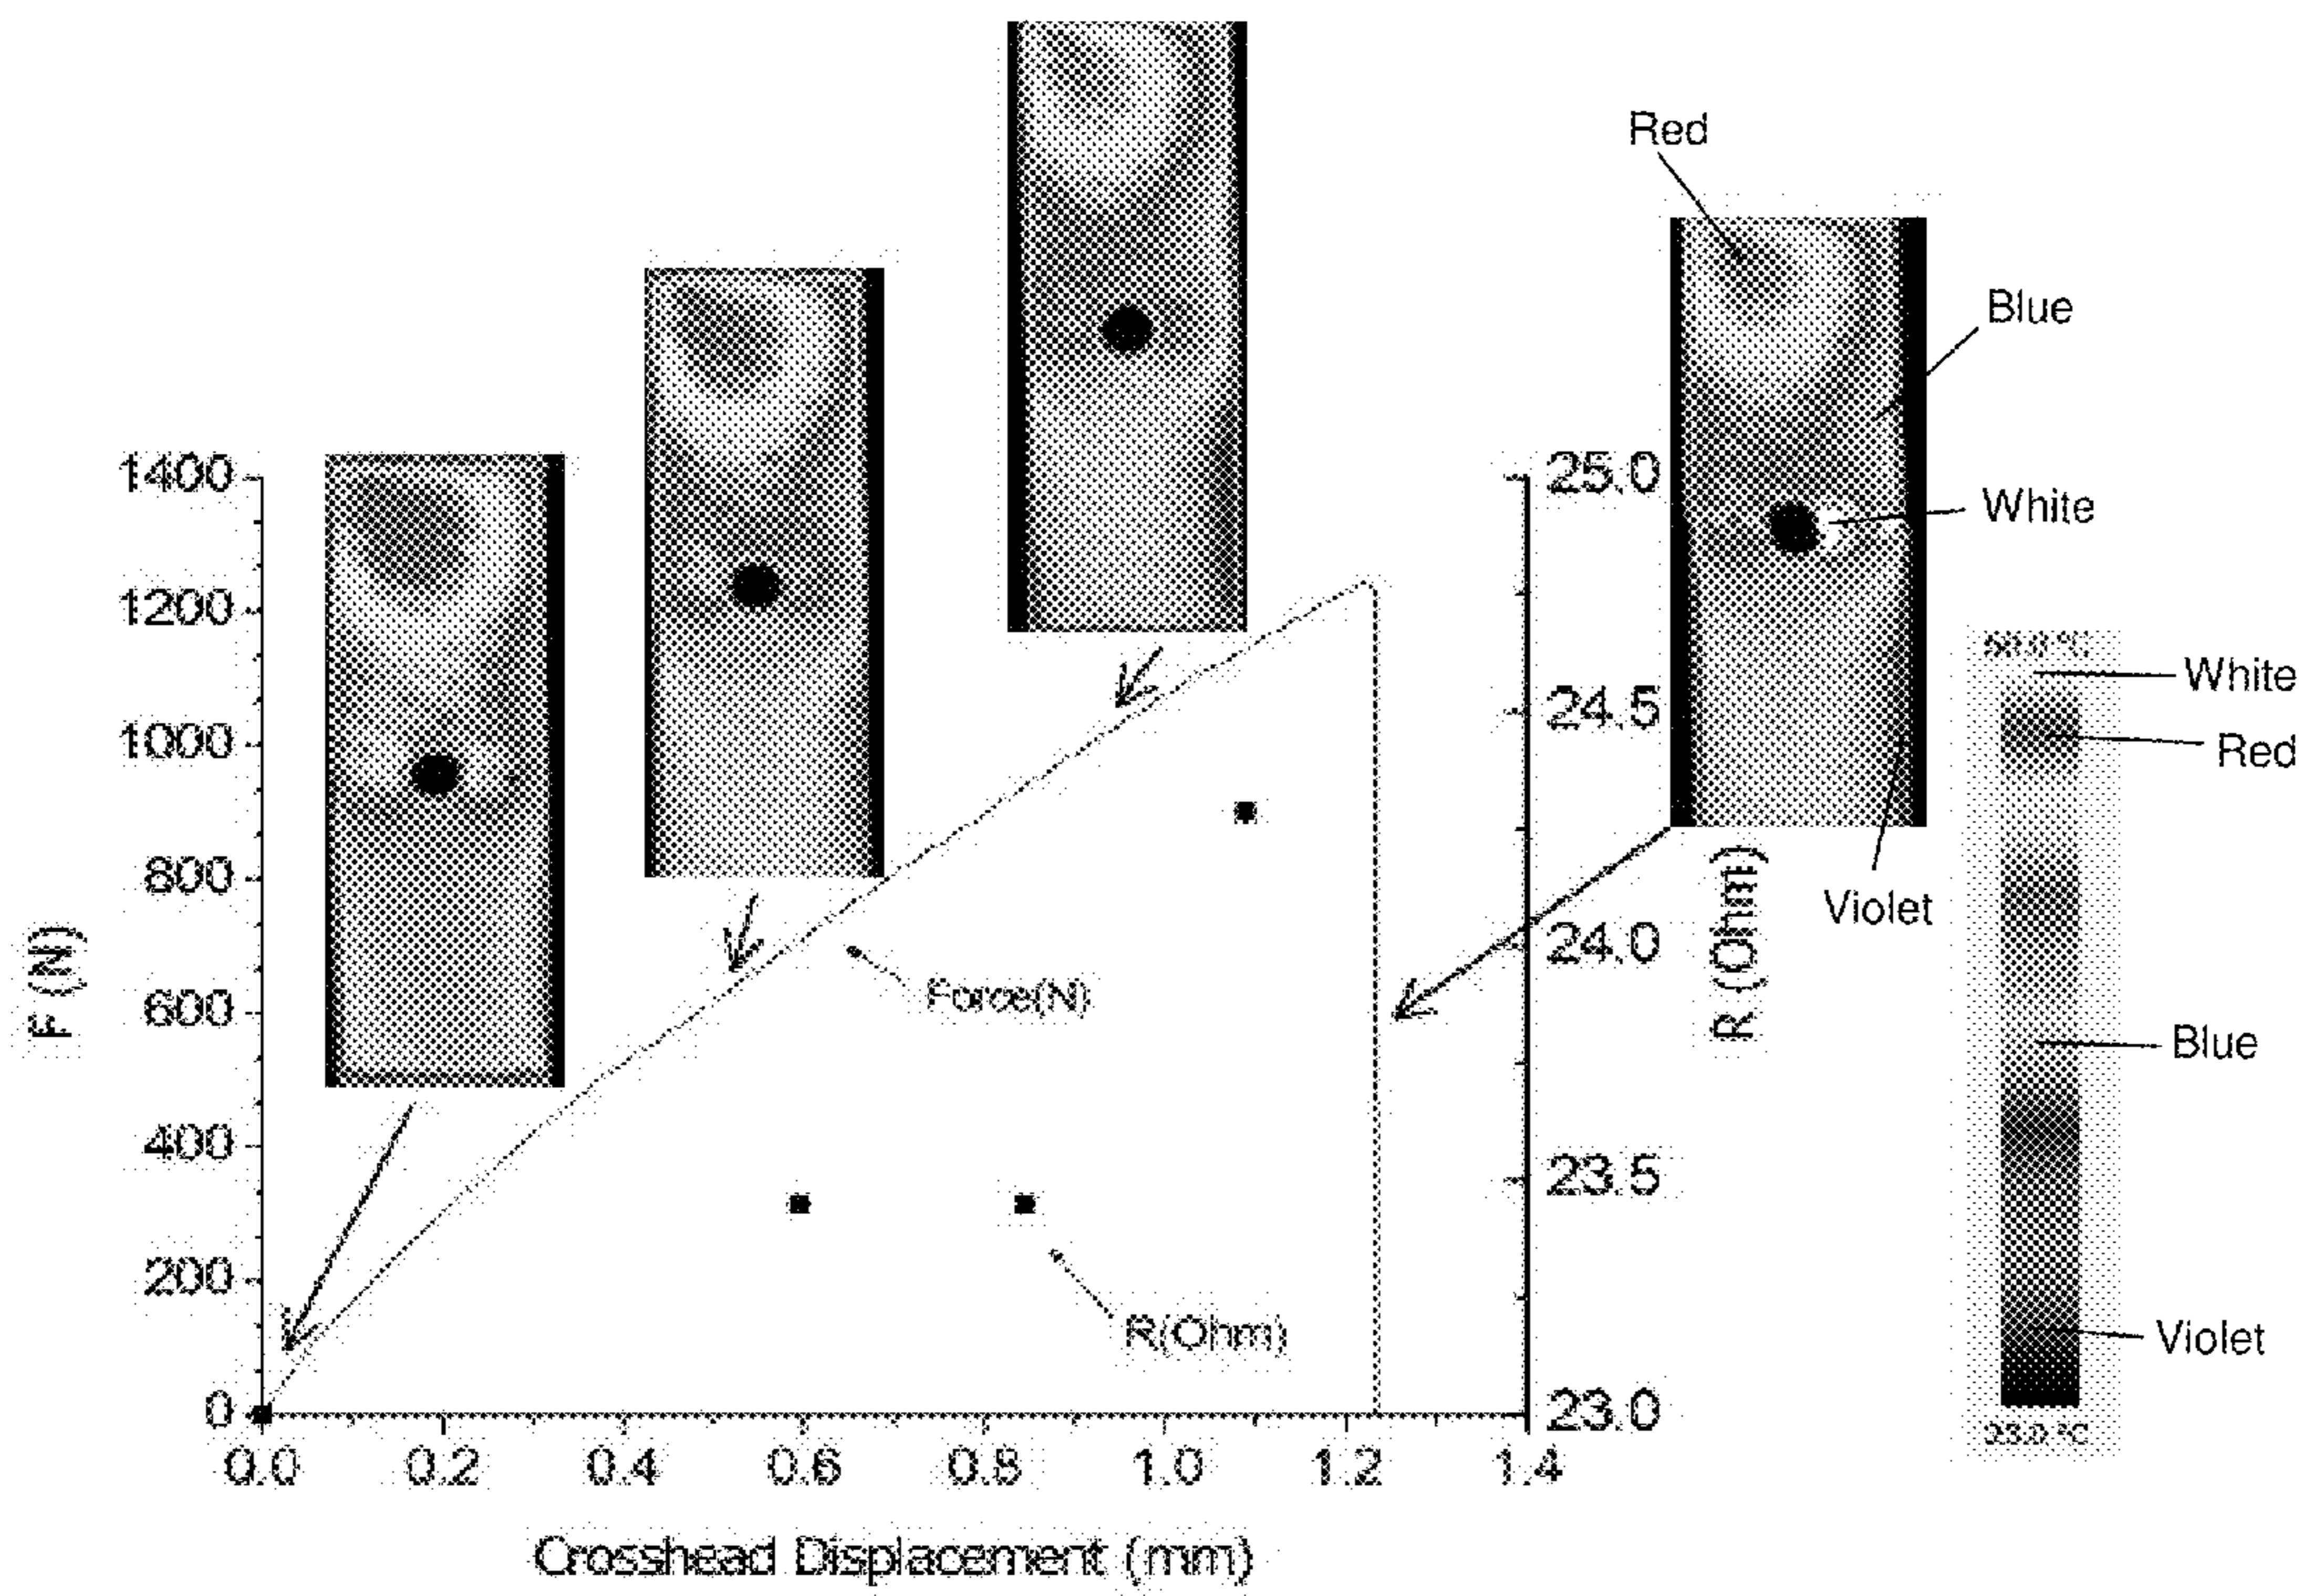 Red
Blue
White
1400
1200
1000
800
600
400
200
0
F (N)
25.0
24.5
24.0
23.5
23.0
R (Ohm)
Violet
Force(N)
R(Ohm)
White
Red
Blue
Violet
0.0 0.2 0.4 0.6 0.8 1.0 1.2 1.4
Crosshead Displacement (mm)